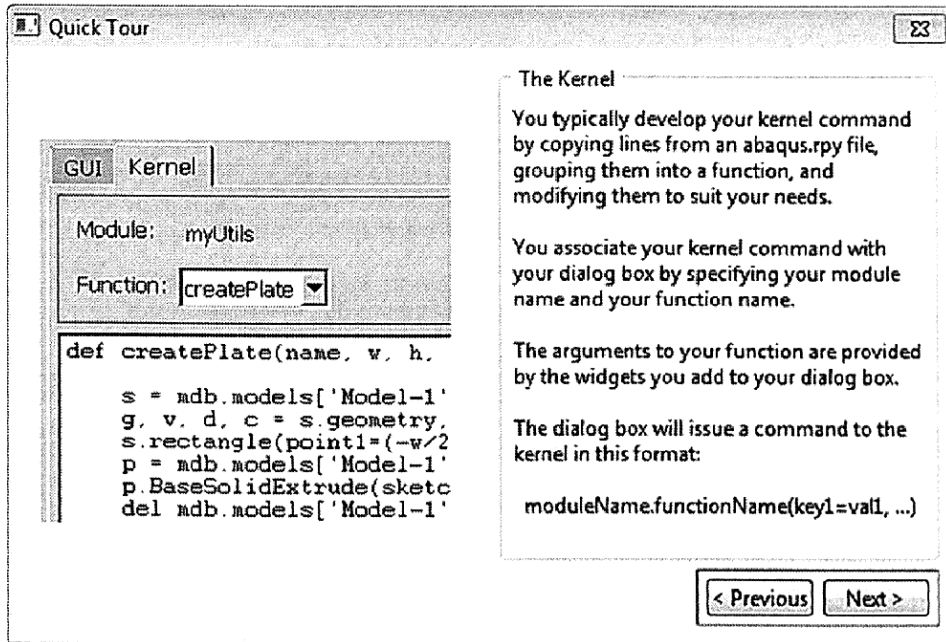 Quick Tour
GUI Kernel
Module: myUtils
Function: createPlate
def createPlate(name, w, h,
s = mdb.models['Model-1'
g, v, d, c = s.geometry,
s.rectangle(point1=(-w/2
p = mdb.models['Model-1'
p.BaseSolidExtrude(sketc
del mdb.models['Model-1'
The Kernel
You typically develop your kernel command
by copying lines from an abaqus.rpy file,
grouping them into a function, and
modifying them to suit your needs.
You associate your kernel command with
your dialog box by specifying your module
name and your function name.
The arguments to your function are provided
by the widgets you add to your dialog box.
The dialog box will issue a command to the
kernel in this format:
moduleName.functionName(key1=val1, ...)
< Previous Next >